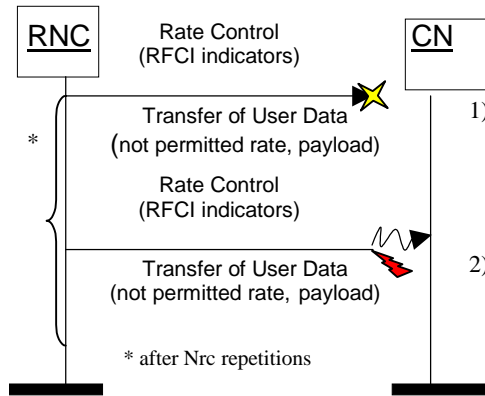 RNC
CN
Rate Control
(RFCI indicators)
1)
Transfer of User Data
(not permitted rate, payload)
*
Rate Control
(RFCI indicators)
2)
Transfer of User Data
(not permitted rate, payload)
* after Nrc repetitions